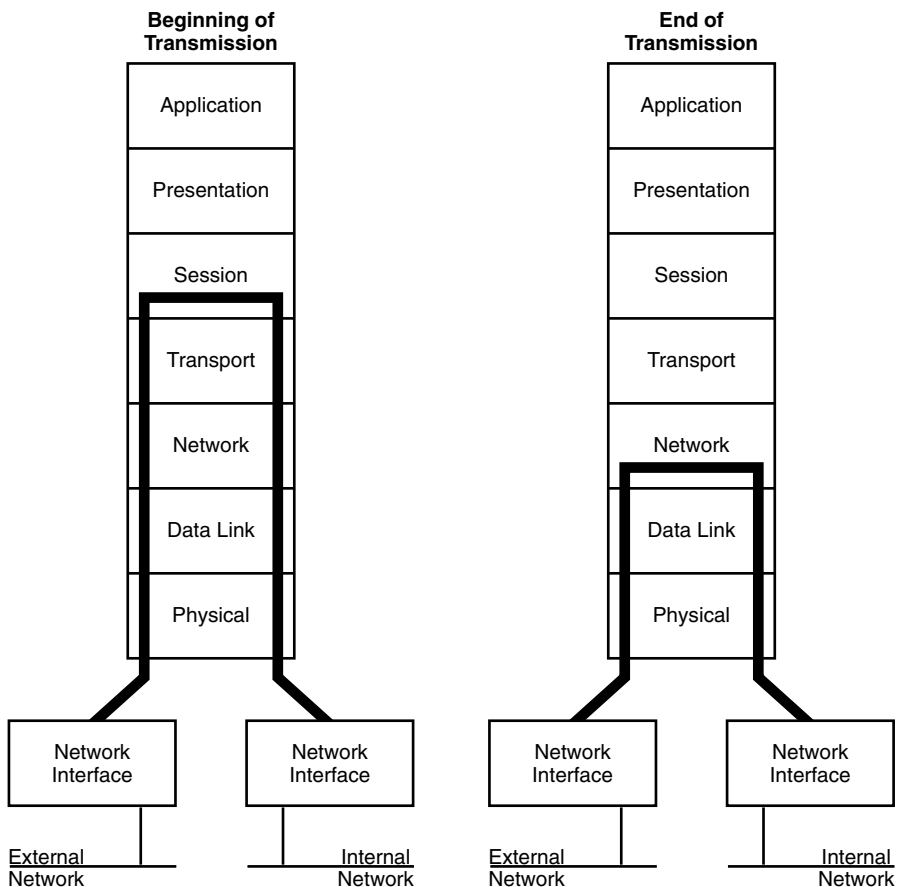 Beginning of
Transmission
Application
Presentation
Session
Transport
Network
Data Link
Physical
Network
Interface
Network
Interface
External
Network
Internal
Network
End of
Transmission
Application
Presentation
Session
Transport
Network
Data Link
Physical
Network
Interface
Network
Interface
External
Network
Internal
Network